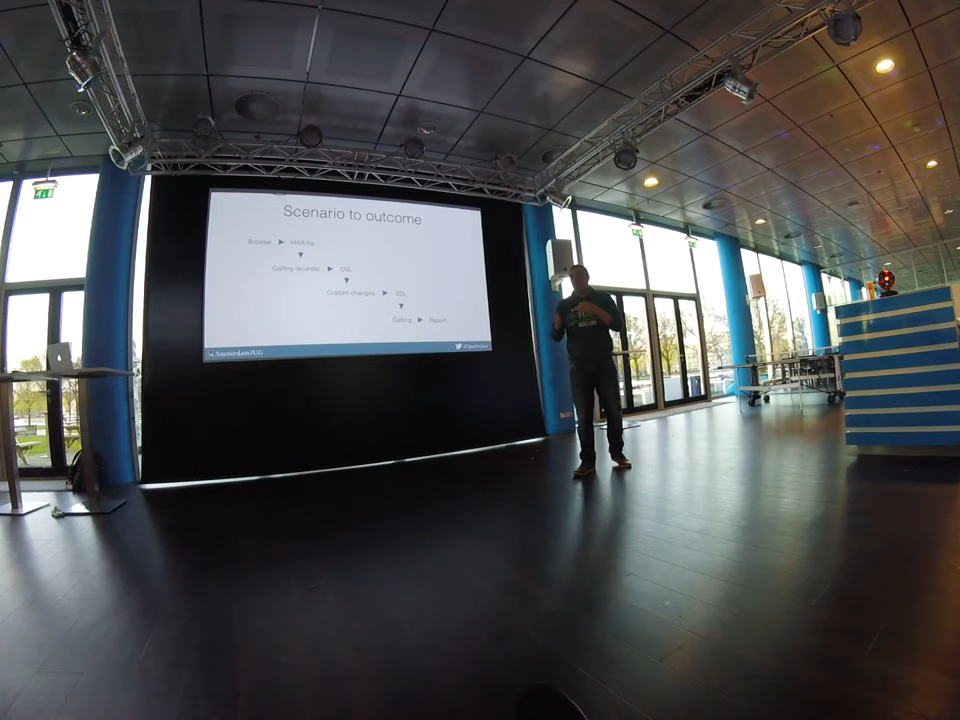 Scenario to outcome
Browser ▶ HAR-file
▼
Gatling recorder ▶ DSL
▼
Custom changes ▶ DSL
▼
Gatling ▶ Report
AmsterdamJUG